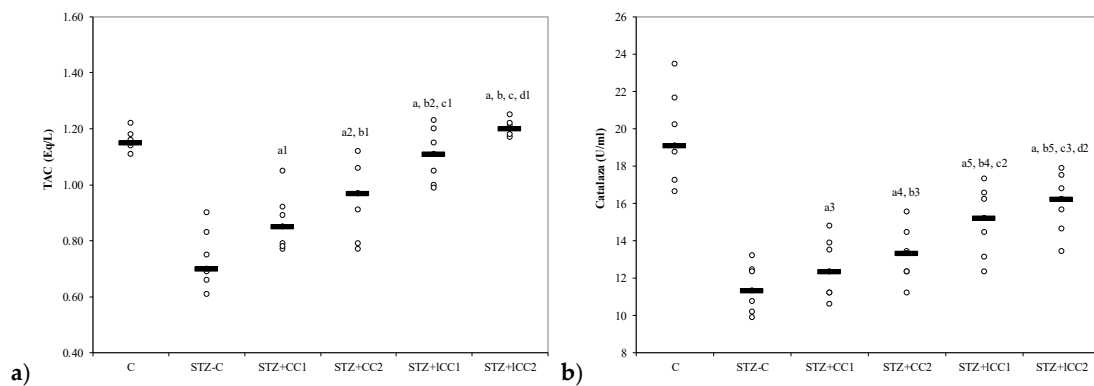 1.60
1.40
1.20
1.00
0.80
0.60
0.40
TAC (Eq/L)
a1
a2, b1
a, b2, c1
a, b, c, d1
C STZ-C STZ+CC1 STZ+CC2 STZ+lCC1 STZ+lCC2
a)
26
24
22
20
18
16
14
12
10
8
Catalaza (U/ml)
a3
a4, b3
a5, b4, c2
a, b5, c3, d2
C STZ-C STZ+CC1 STZ+CC2 STZ+lCC1 STZ+lCC2
b)